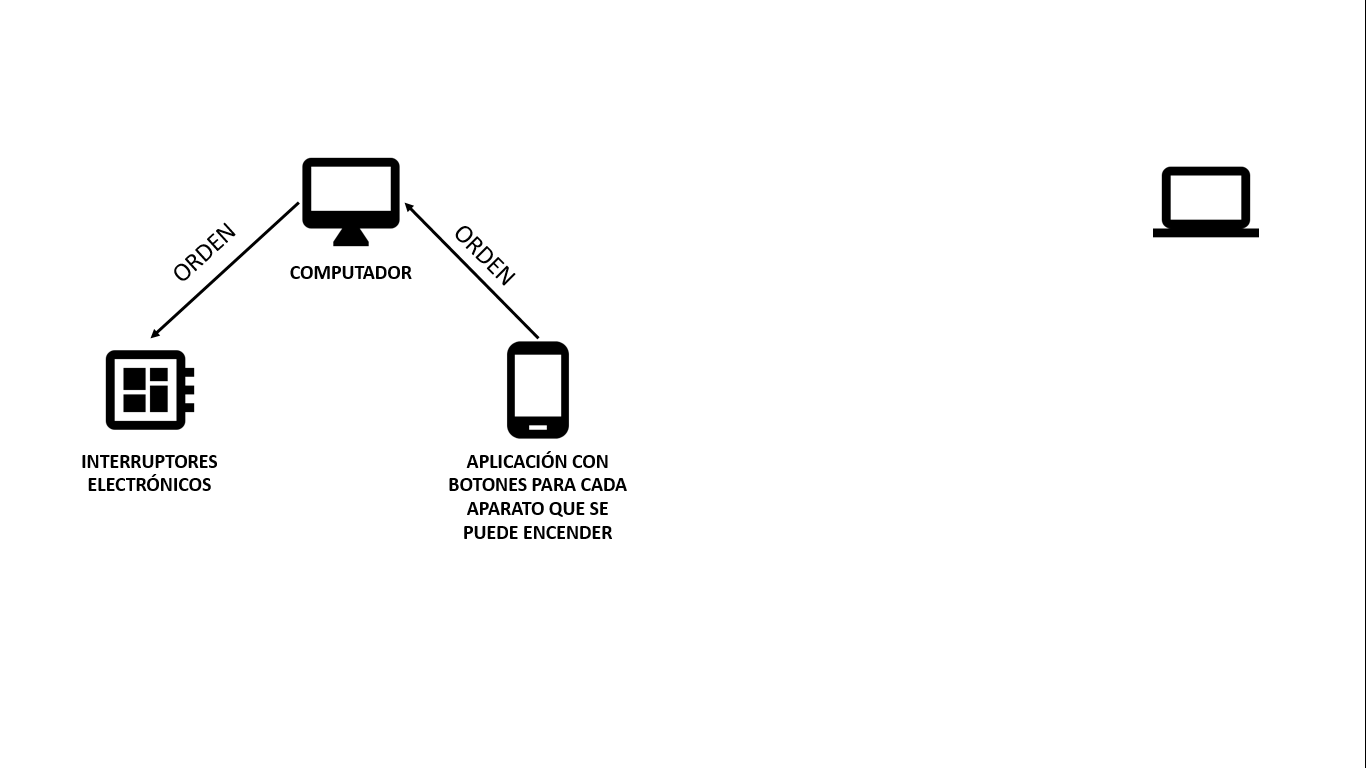 ORDEN
ORDEN
COMPUTADOR
INTERRUPTORES
ELECTRÓNICOS
APLICACIÓN CON
BOTONES PARA CADA
APARATO QUE SE
PUEDE ENCENDER